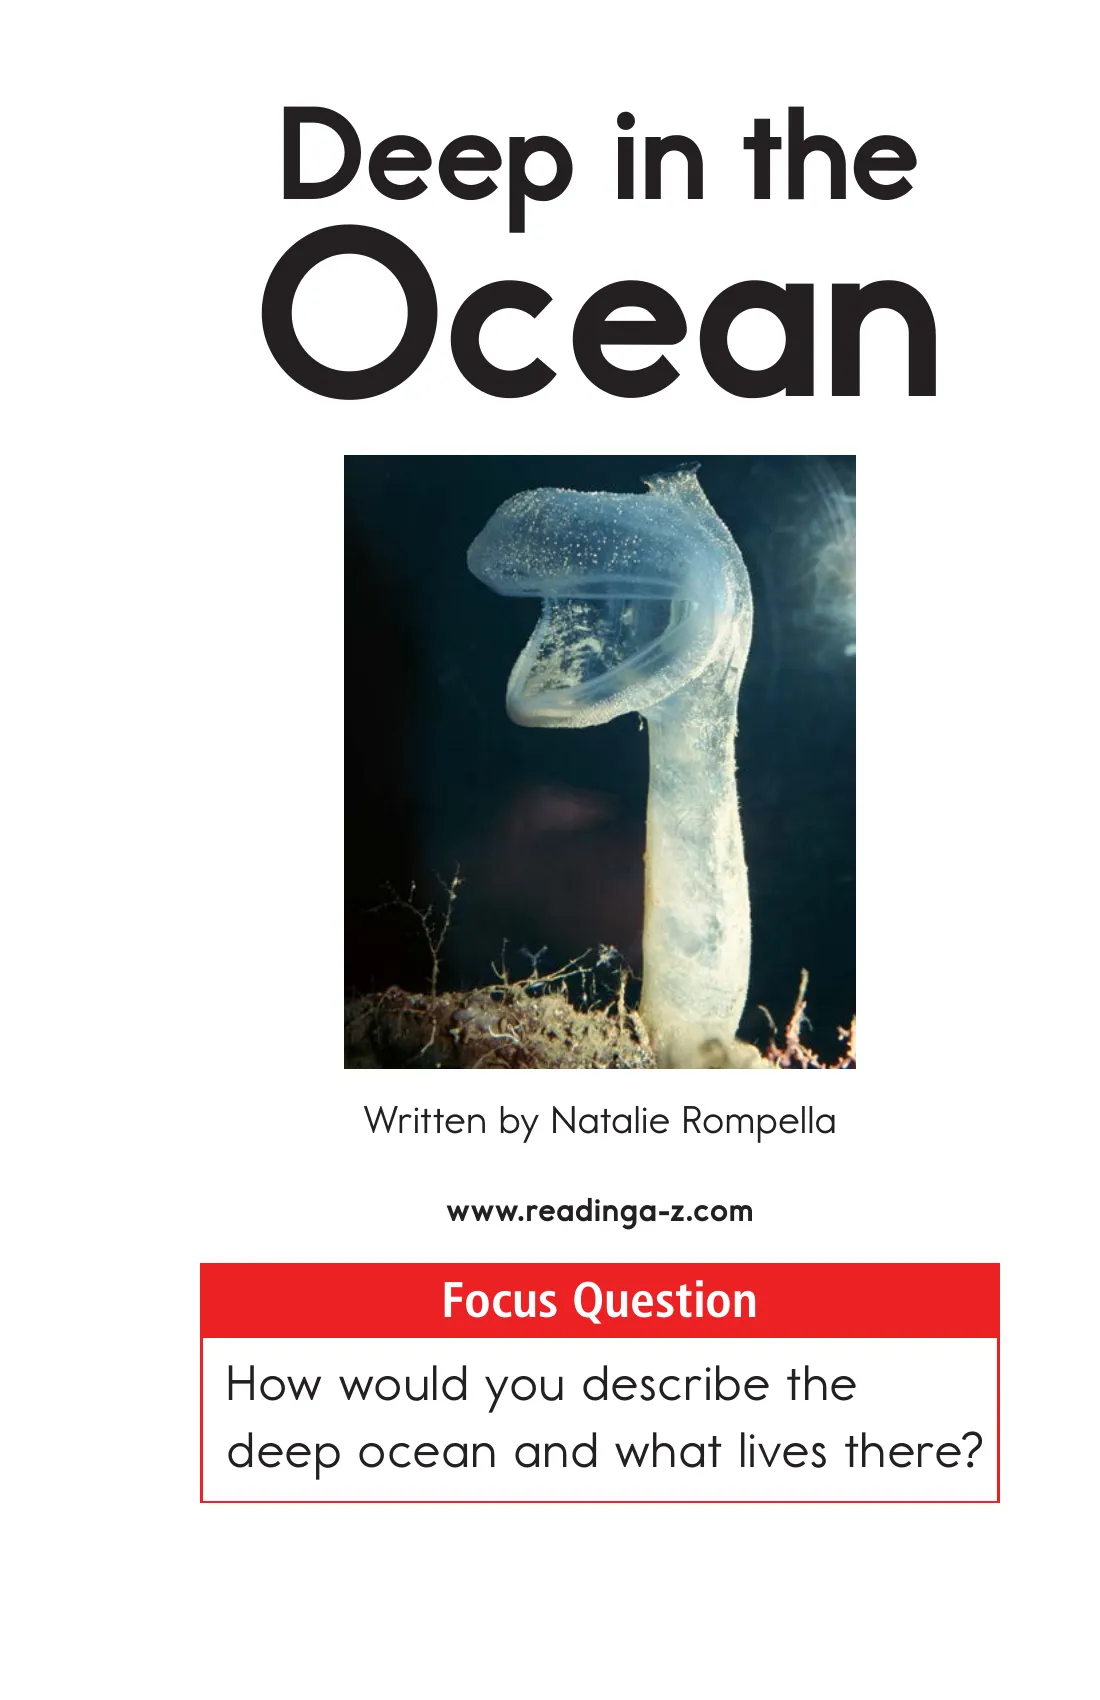 Deep in the
Ocean
Written by Natalie Rompella
www.readinga-z.com
Focus Question
How would you describe the
deep ocean and what lives there?